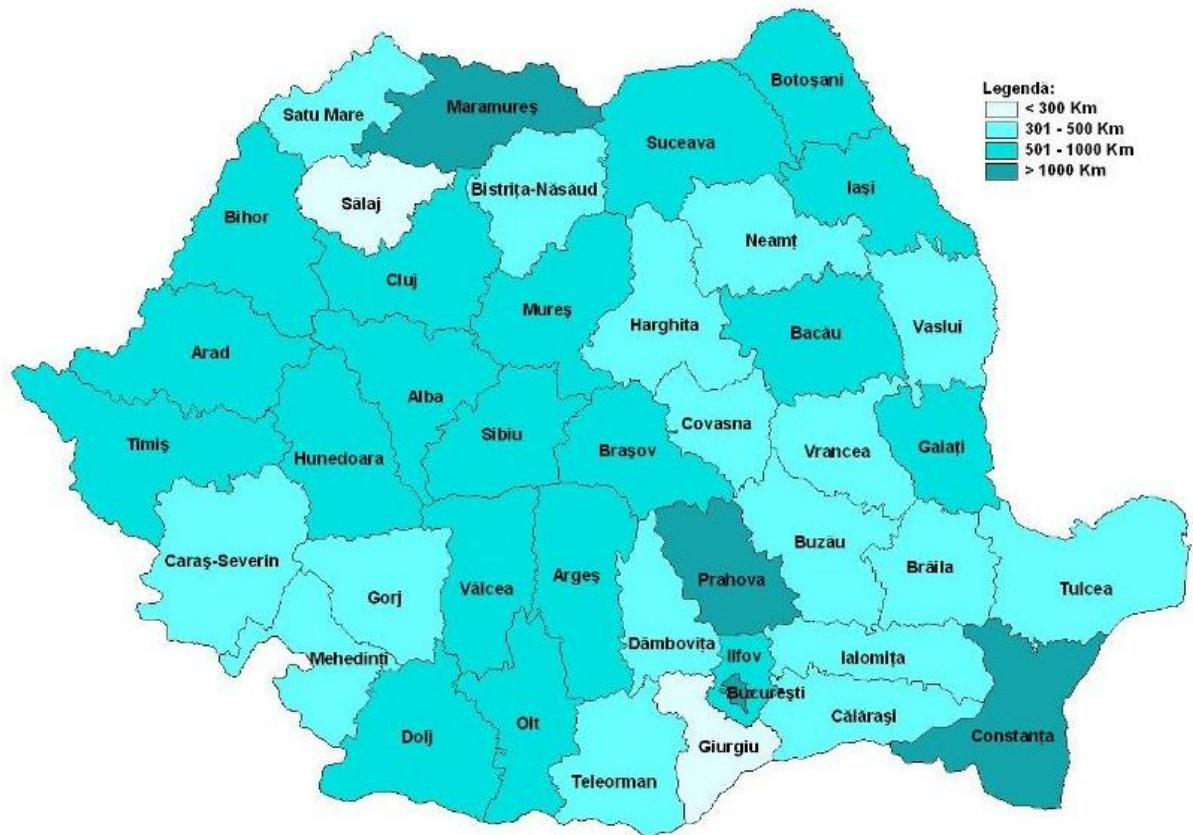 Botoşani
Legendă:
< 300 Km
301 - 500 Km
501 - 1000 Km
> 1000 Km
Satu Mare
Maramureş
Suceava
Iaşi
Bistriţa-Năsăud
Sălaj
Bihor
Neamţ
Cluj
Mureş
Harghita
Bacău
Vaslui
Arad
Alba
Sibiu
Covasna
Timiş
Hunedoara
Braşov
Vrancea
Galaţi
Caraş-Severin
Gorj
Vâlcea
Argeş
Prahova
Buzău
Brăila
Tulcea
Mehedinţi
Dâmboviţa
Ilfov
Ialomiţa
Bucureşti
Călăraşi
Dolj
Olt
Giurgiu
Constanţa
Teleorman